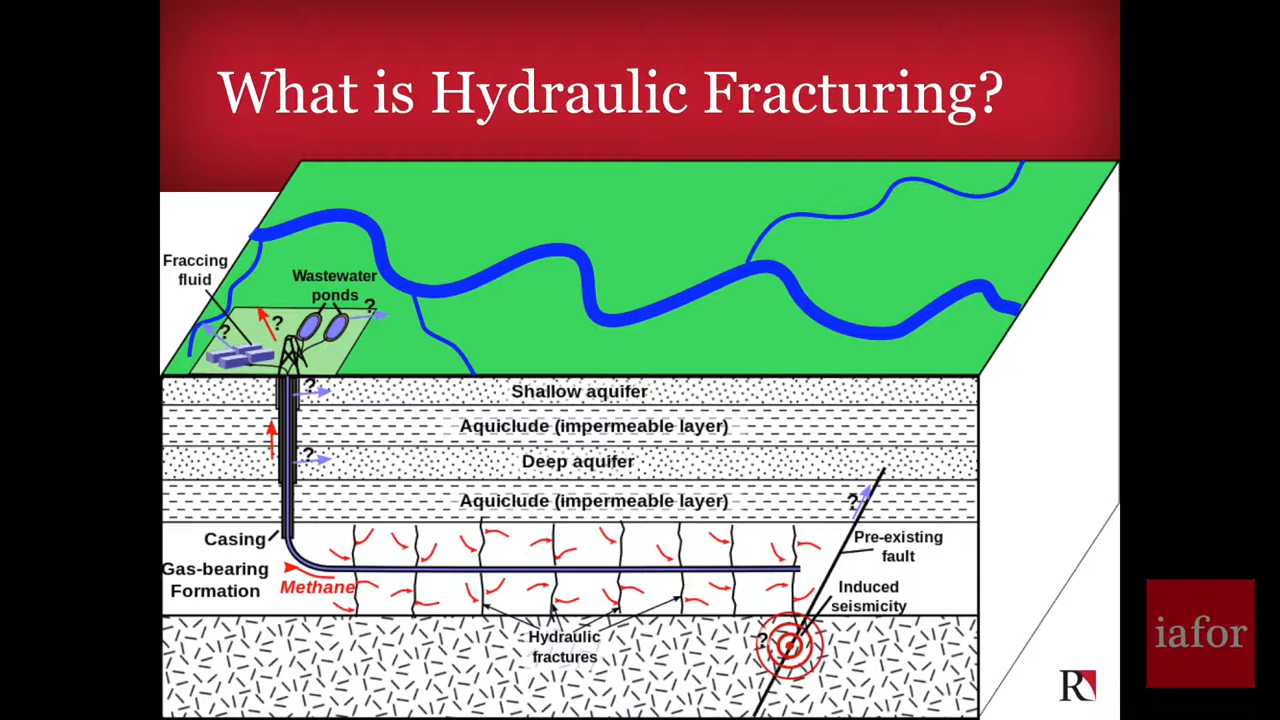 What is Hydraulic Fracturing?
Fraccing
fluid
Wastewater
ponds
?
?
?
?
Shallow aquifer
Aquiclude (impermeable layer)
?
Deep aquifer
Aquiclude (impermeable layer)
?
Casing
Pre-existing
fault
Gas-bearing
Formation
Methane
Induced
seismicity
Hydraulic
fractures
?
iafor
R